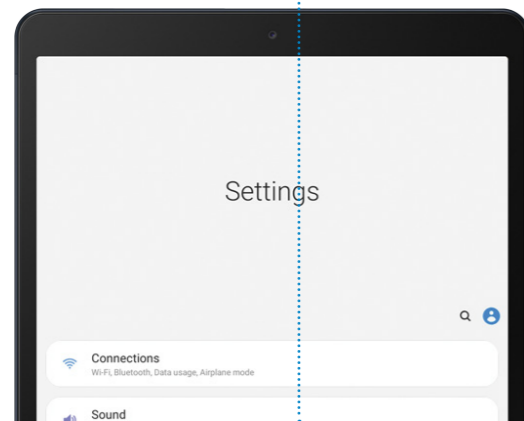 Settings
Connections
Wi-Fi, Bluetooth, Data usage, Airplane mode
Sound